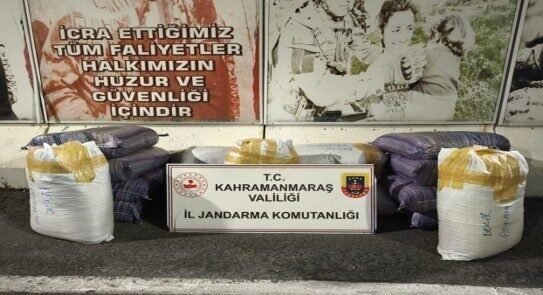 İCRA ETTİĞİMİZ
TÜM FALİYETLER
HALKIMIZIN
HUZUR VE
GÜVENLİĞİ
İÇİNDİR
T.C.
KAHRAMANMARAŞ
VALİLİĞİ
İL JANDARMA KOMUTANLIĞI